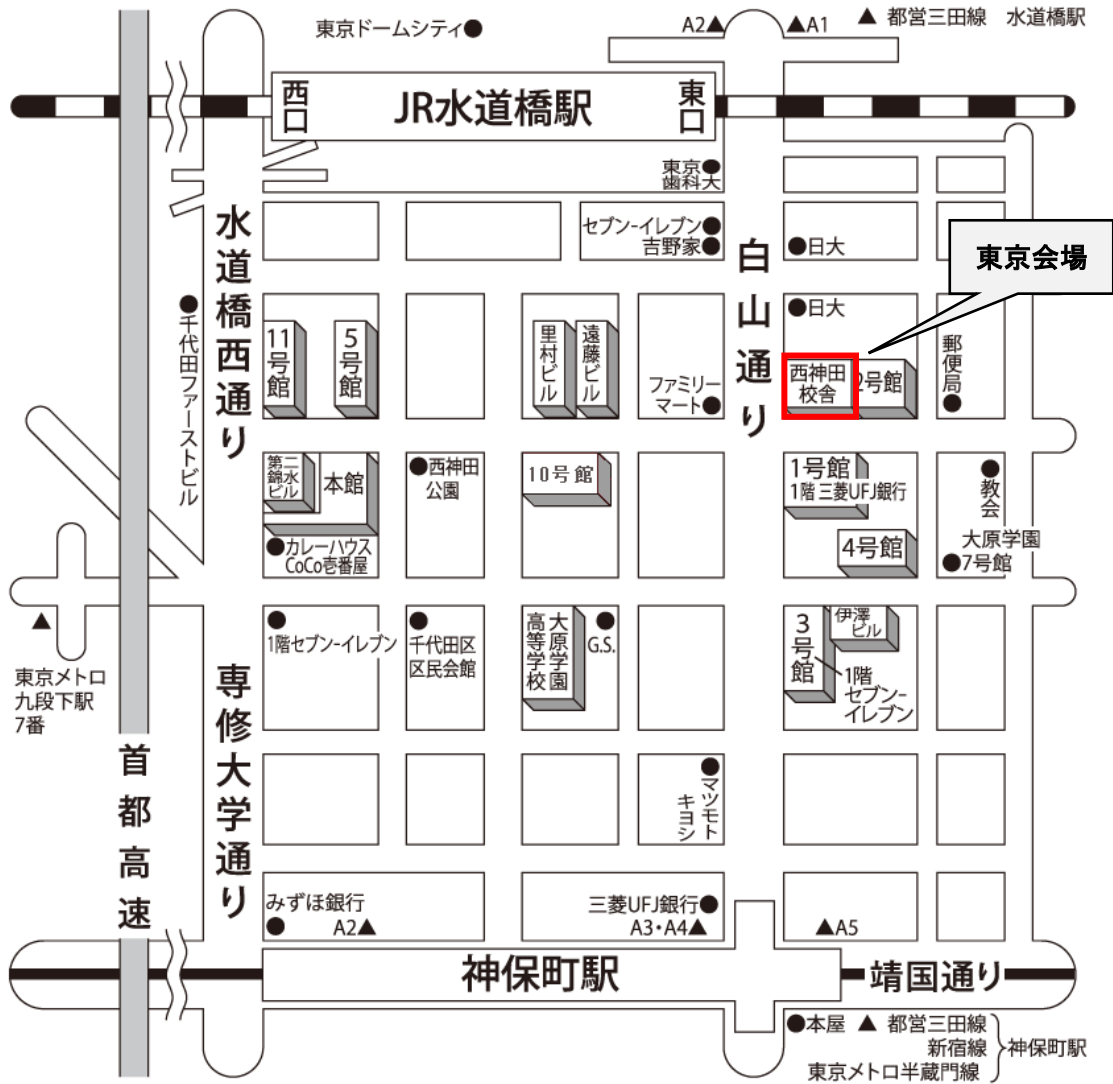 東京ドームシティ●
A2▲
▲A1
▲ 都営三田線 水道橋駅
西口
JR水道橋駅
東口
東京
歯科大
セブン-イレブン
吉野家
日大
水道橋西通り
白山通り
東京会場
千代田ファーストビル
11号館
5号館
里村ビル
遠藤ビル
ファミリー
マート
日大
西神田
校舎
2号館
郵便局
第二
錦水
ビル
本館
西神田
公園
10号館
1号館
1階 三菱UFJ銀行
教会
カレーハウス
CoCo壱番屋
4号館
大原学園
7号館
東京メトロ
九段下駅
7番
1階セブン-イレブン
千代田区
区民会館
大原学園
高等学校
G.S.
3号館
伊澤
ビル
1階
セブン-
イレブン
専修大学通り
首都高速
マツモト
キヨシ
みずほ銀行
A2▲
三菱UFJ銀行
A3・A4▲
▲A5
神保町駅
靖国通り
●本屋 ▲ 都営三田線
新宿線
東京メトロ半蔵門線
神保町駅